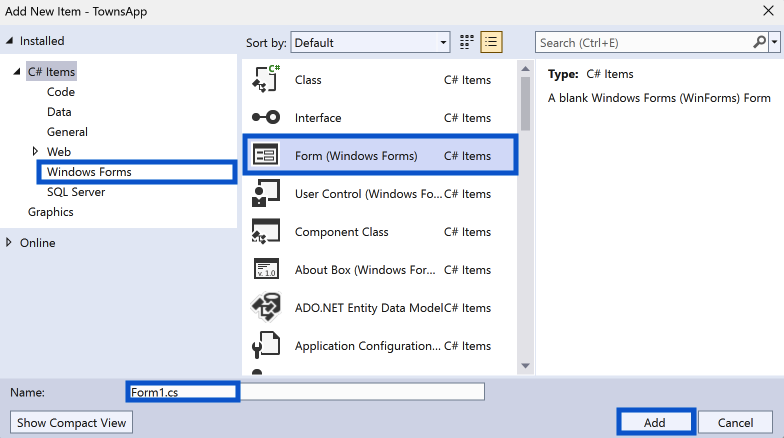 Add New Item - TownsApp
Installed
C# Items
Code
Data
General
Web
Windows Forms
SQL Server
Graphics
Online
Sort by: Default
Search (Ctrl+E)
C#
Class C# Items
Interface C# Items
Form (Windows Forms) C# Items
User Control (Windows Fo... C# Items
Component Class C# Items
v. 1.0
About Box (Windows For... C# Items
ADO.NET Entity Data Model C# Items
Application Configuration... C# Items
Type: C# Items
A blank Windows Forms (WinForms) Form
Name: Form1.cs
Show Compact View
Add
Cancel